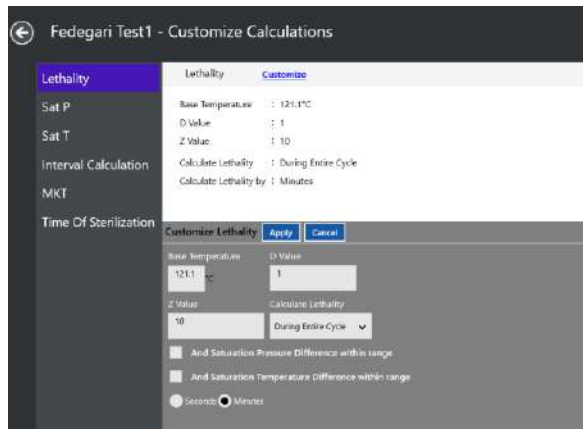 Fedegari Test1 - Customize Calculations
Lethality
Sat P
Sat T
Interval Calculation
MKT
Time Of Sterilization
Lethality Customize
Base Temperature : 121.1°C
D Value : 1
Z Value : 10
Calculate Lethality : During Entire Cycle
Calculate Lethality by : Minutes
Customize Lethality Apply Cancel
Base Temperature D Value
121.1 °C 1
Z Value Calculate Lethality
10 During Entire Cycle
And Saturation Pressure Difference within range
And Saturation Temperature Difference within range
Seconds Minutes